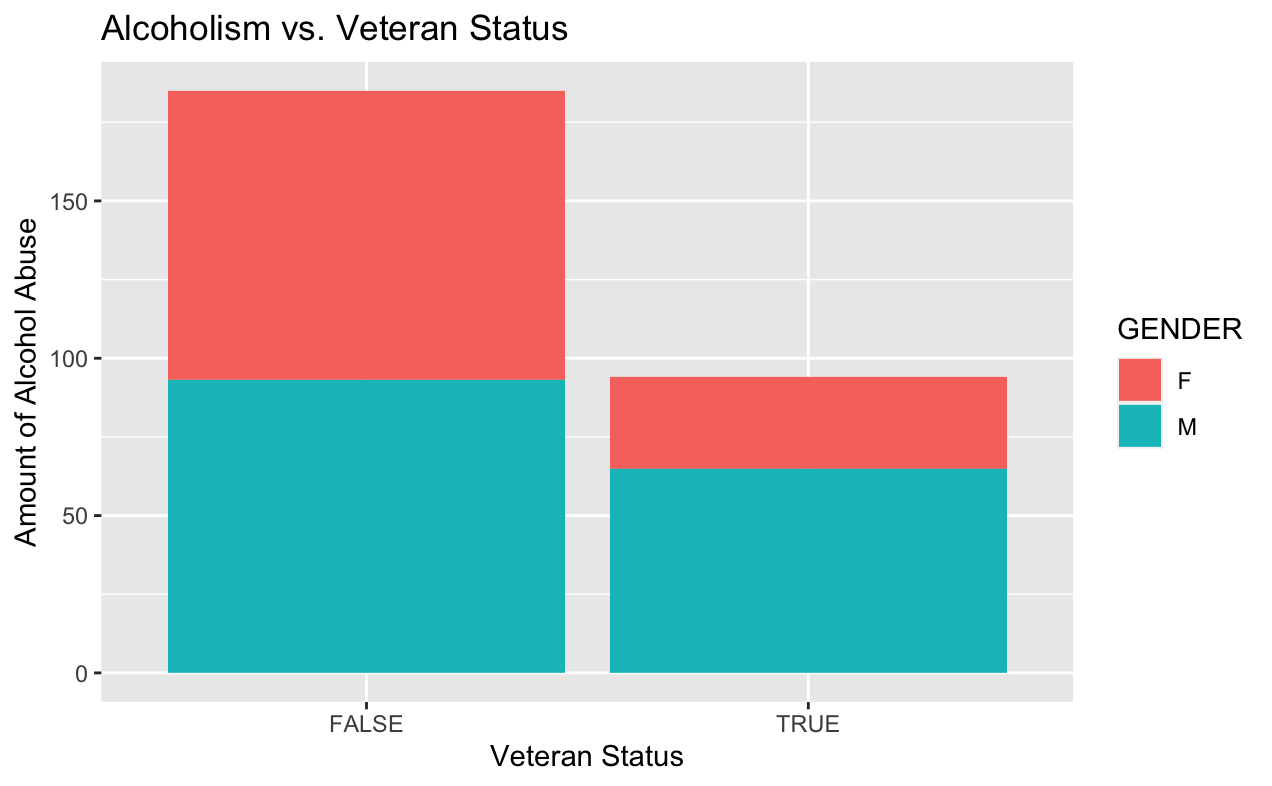 Alcoholism vs. Veteran Status
Amount of Alcohol Abuse
150
100
50
0
FALSE
TRUE
Veteran Status
GENDER
F
M